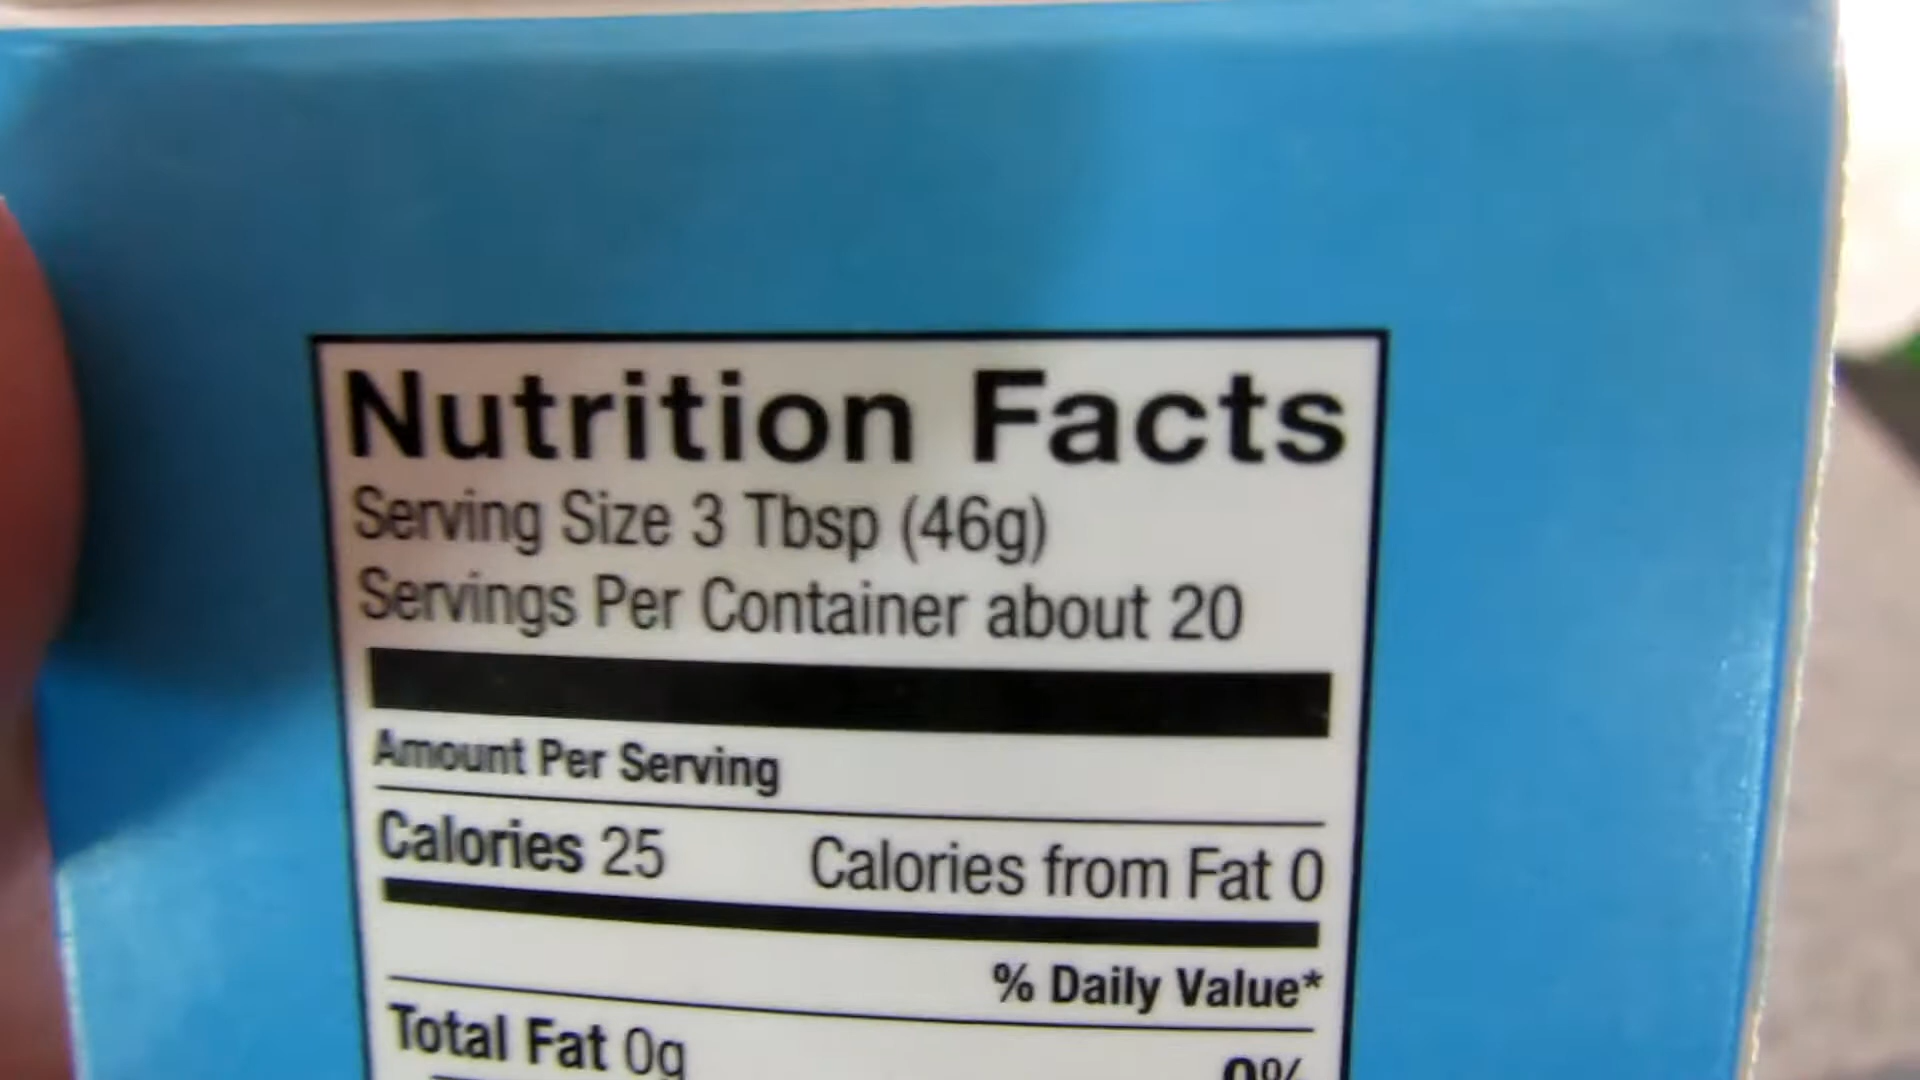 Nutrition Facts
Serving Size 3 Tbsp (46g)
Servings Per Container about 20
Amount Per Serving
Calories 25 Calories from Fat 0
% Daily Value*
Total Fat 0g 0%